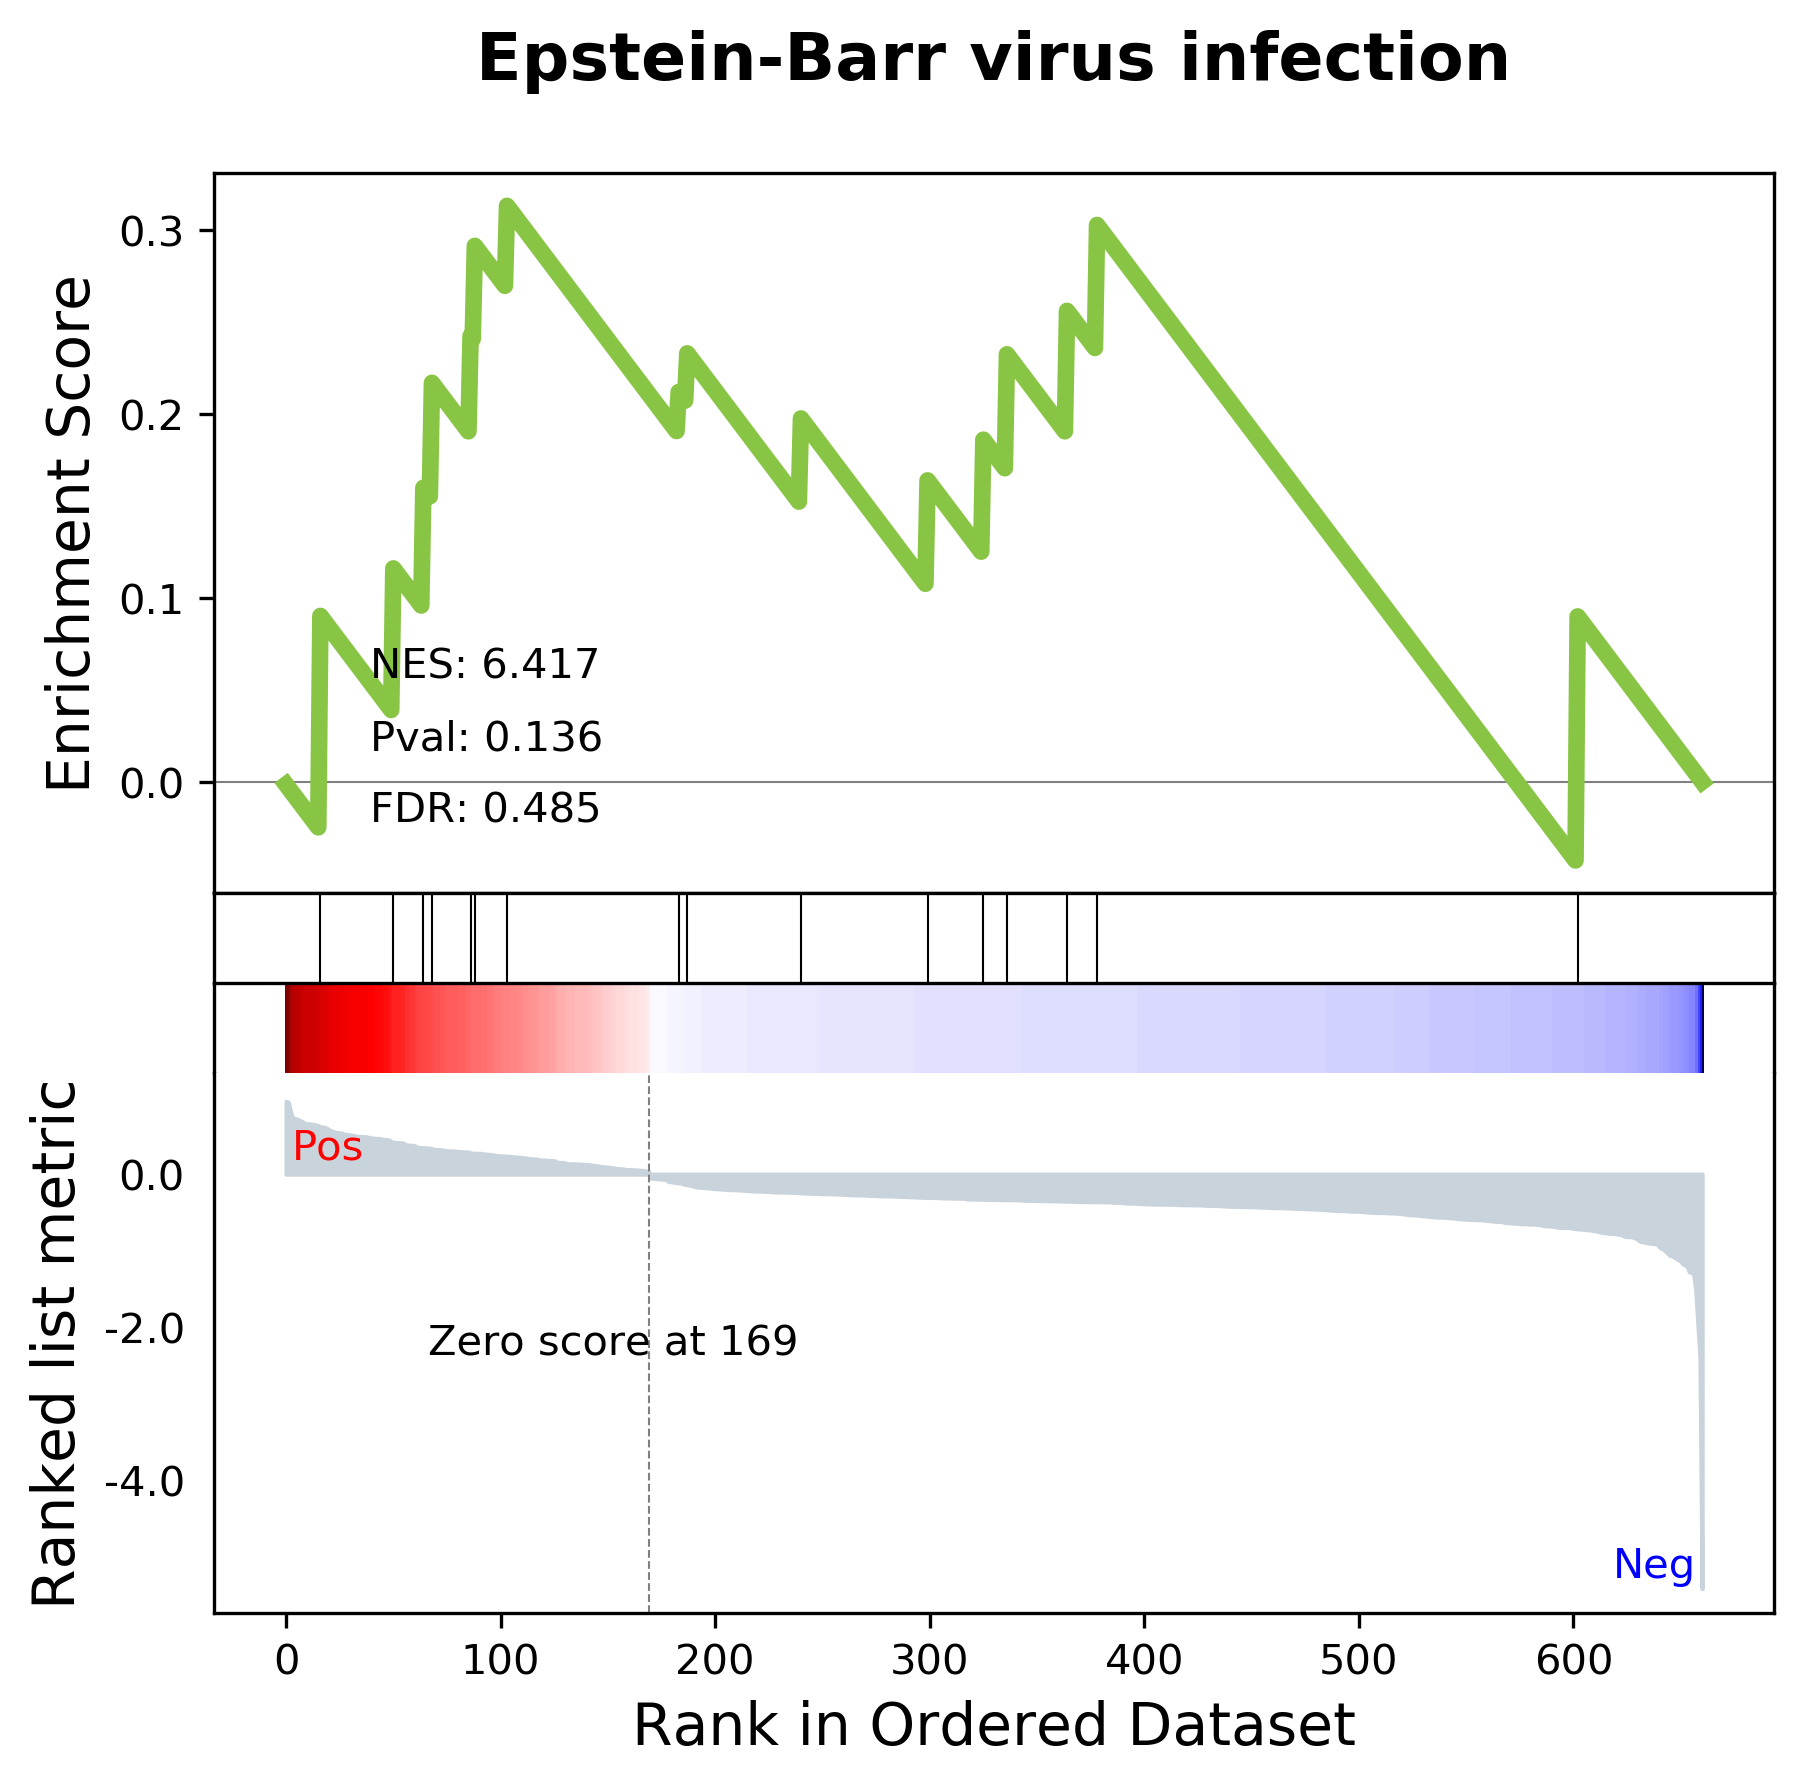 Epstein-Barr virus infection
Enrichment Score
0.3
0.2
0.1
0.0
NES: 6.417
Pval: 0.136
FDR: 0.485
Ranked list metric
0.0
-2.0
-4.0
Pos
Zero score at 169
Neg
0 100 200 300 400 500 600
Rank in Ordered Dataset